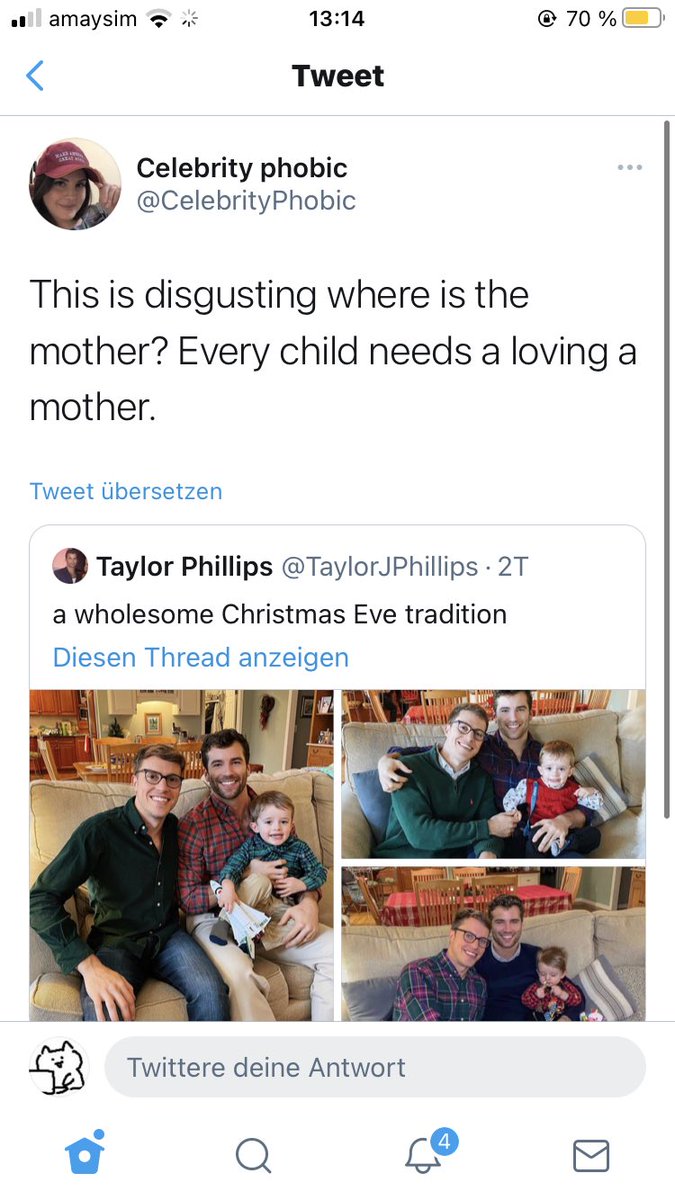 amaysim 13:14 70 %
Tweet
Celebrity phobic
@CelebrityPhobic
This is disgusting where is the
mother? Every child needs a loving a
mother.
Tweet übersetzen
Taylor Phillips @TaylorJPhillips · 2T
a wholesome Christmas Eve tradition
Diesen Thread anzeigen
Twittere deine Antwort
4